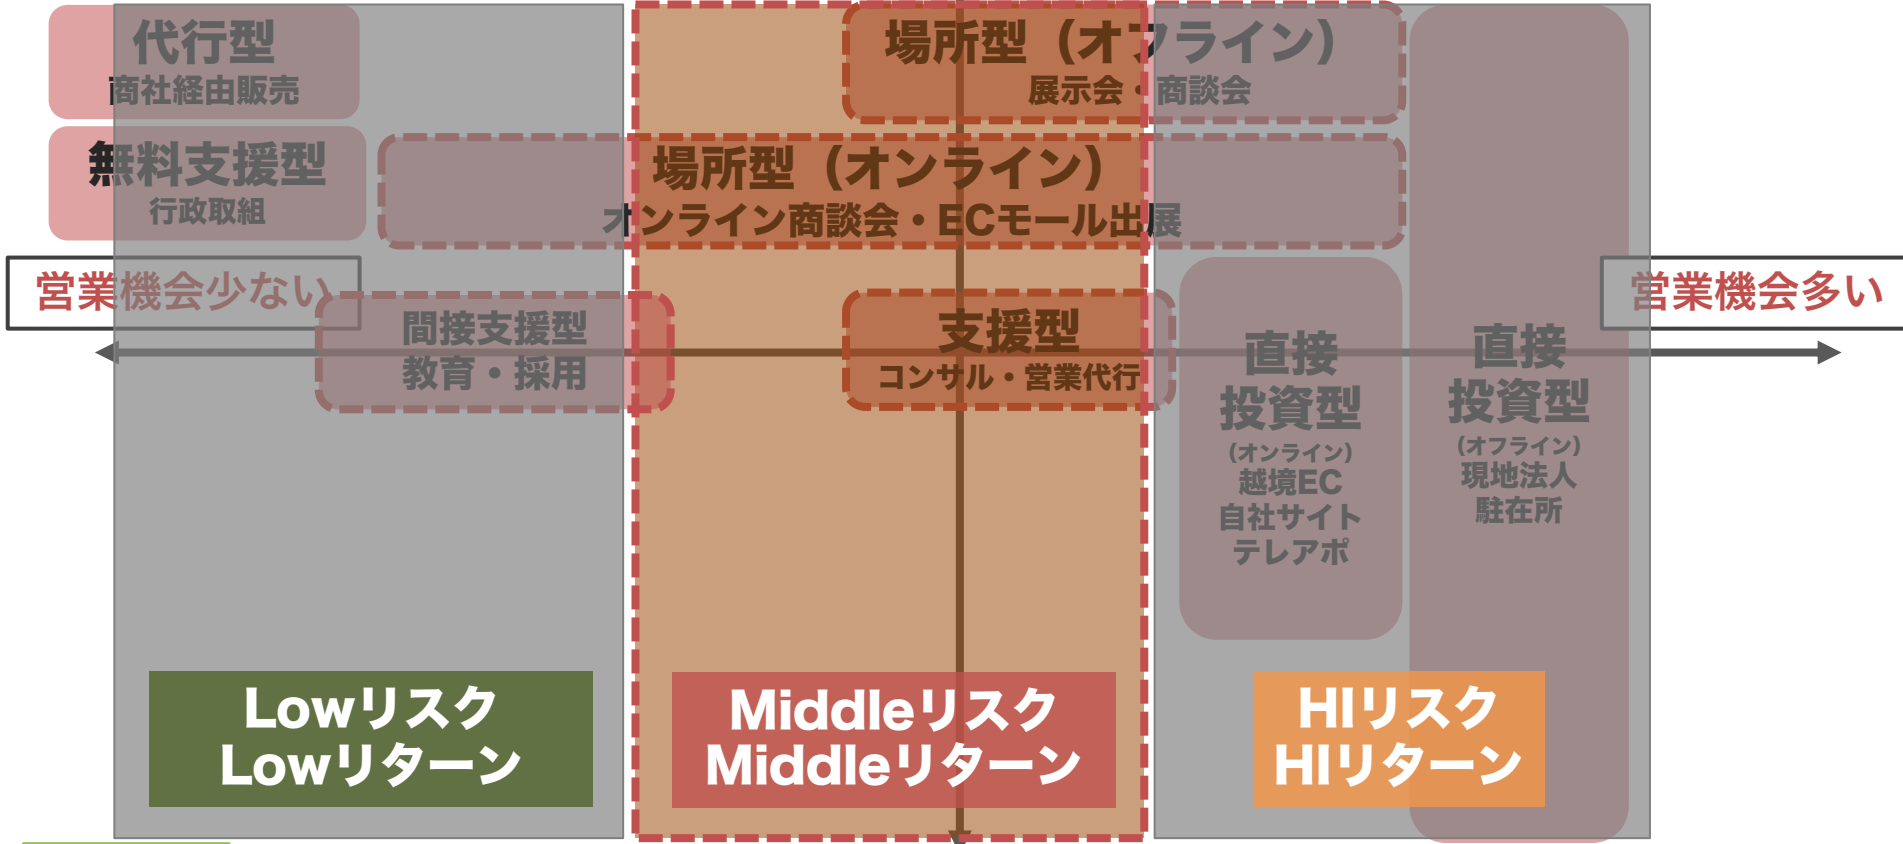 代行型
商社経由販売
場所型（オフライン）
展示会・商談会
無料支援型
行政取組
場所型（オンライン）
オンライン商談会・ECモール出展
営業機会少ない
営業機会多い
間接支援型
教育・採用
支援型
コンサル・営業代行
直接
投資型
（オンライン）
越境EC
自社サイト
テレアポ
直接
投資型
（オフライン）
現地法人
駐在所
Lowリスク
Lowリターン
Middleリスク
Middleリターン
HIリスク
HIリターン